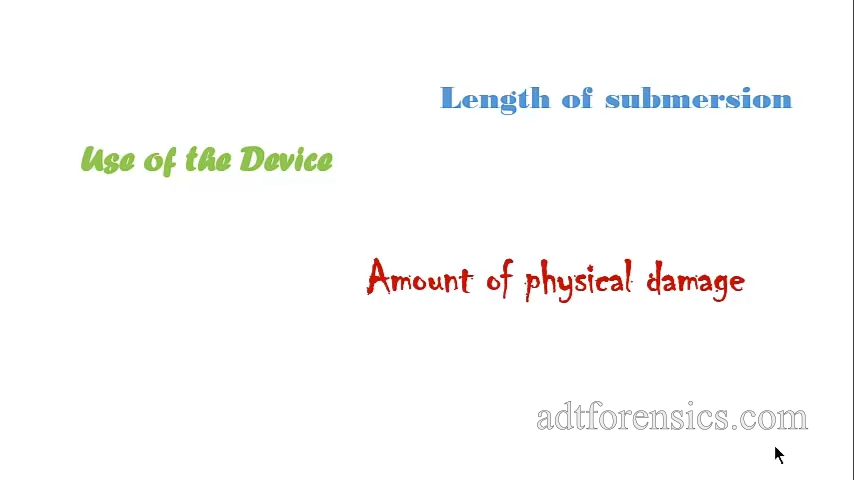 Length of submersion
Use of the Device
Amount of physical damage
adtforensics.com